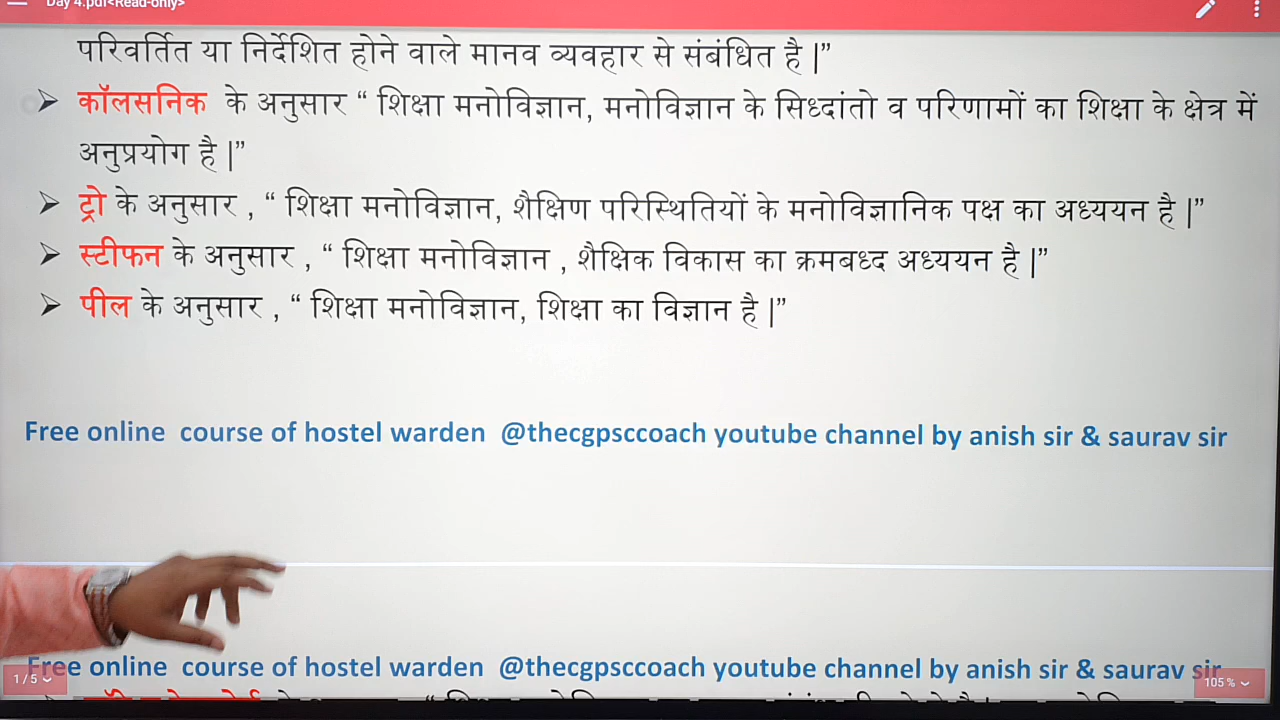 Day 4.pdf<Read-only>
परिवर्तित या निर्देशित होने वाले मानव व्यवहार से संबंधित है |”
➢ कॉलसनिक के अनुसार “ शिक्षा मनोविज्ञान, मनोविज्ञान के सिध्दांतो व परिणामों का शिक्षा के क्षेत्र में
अनुप्रयोग है |”
➢ ट्रो के अनुसार , “ शिक्षा मनोविज्ञान, शैक्षिण परिस्थितियों के मनोविज्ञानिक पक्ष का अध्ययन है |”
➢ स्टीफन के अनुसार , “ शिक्षा मनोविज्ञान , शैक्षिक विकास का क्रमबध्द अध्ययन है |”
➢ पील के अनुसार , “ शिक्षा मनोविज्ञान, शिक्षा का विज्ञान है |”
Free online course of hostel warden @thecgpsccoach youtube channel by anish sir & saurav sir
Free online course of hostel warden @thecgpsccoach youtube channel by anish sir & saurav sir
1 / 5
105 %